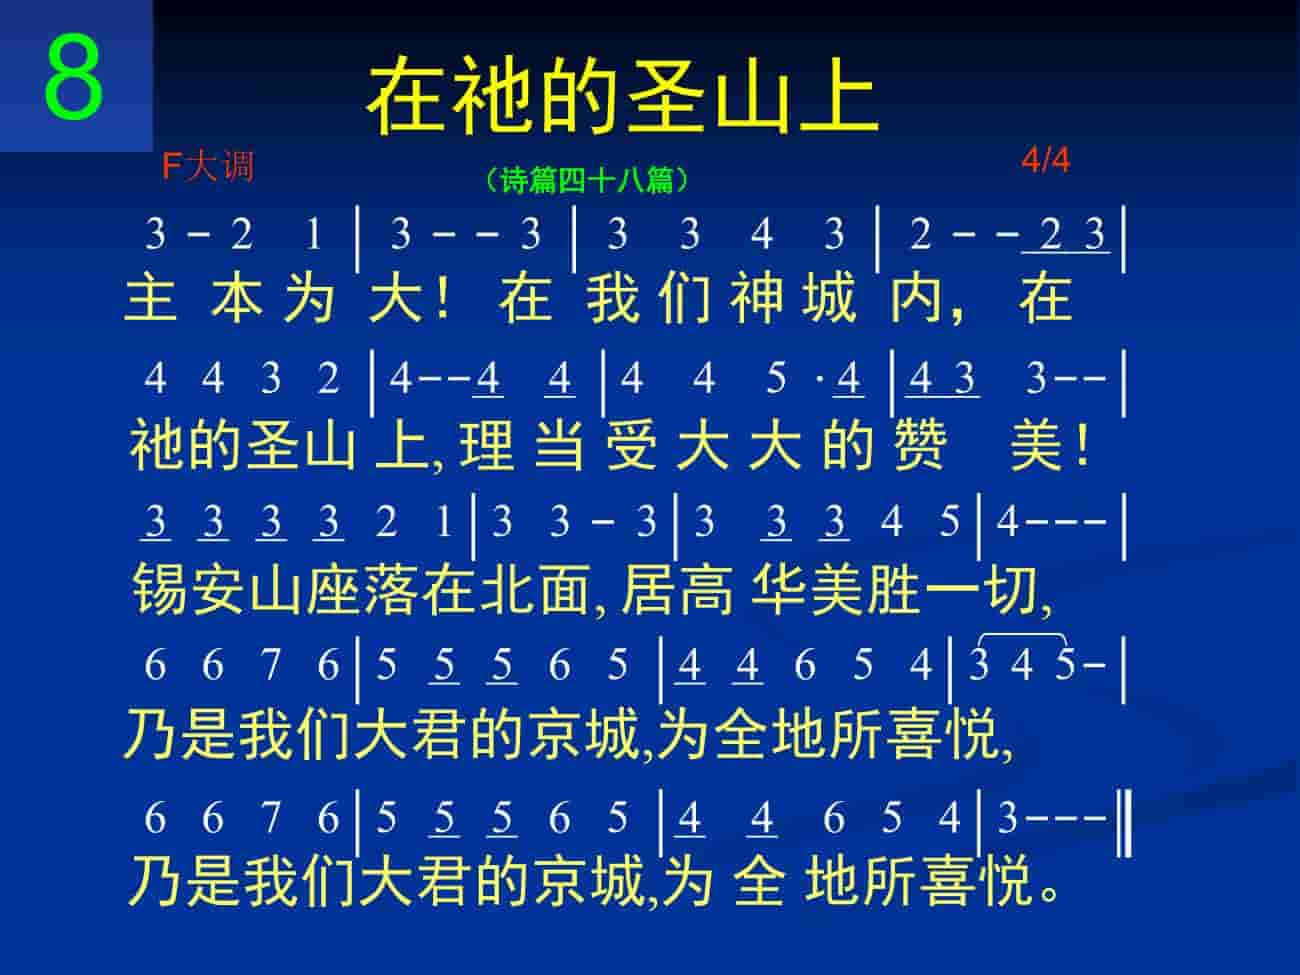 8
在祂的圣山上
F大调
（诗篇四十八篇）
4/4
3 - 2 1 | 3 - - 3 | 3 3 4 3 | 2 - - 2 3 |
主 本 为 大！ 在 我 们 神 城 内， 在
4 4 3 2 | 4--4 4 | 4 4 5 ·4 | 4 3 3-- |
祂的圣山 上, 理 当 受 大 大 的 赞 美！
3 3 3 3 2 1 | 3 3 - 3 | 3 3 3 4 5 | 4--- |
锡安山座落在北面, 居高 华美胜一切,
6 6 7 6 | 5 5 5 6 5 | 4 4 6 5 4 | 3 4 5- |
乃是我们大君的京城,为全地所喜悦,
6 6 7 6 | 5 5 5 6 5 | 4 4 6 5 4 | 3--- ||
乃是我们大君的京城,为 全 地所喜悦。